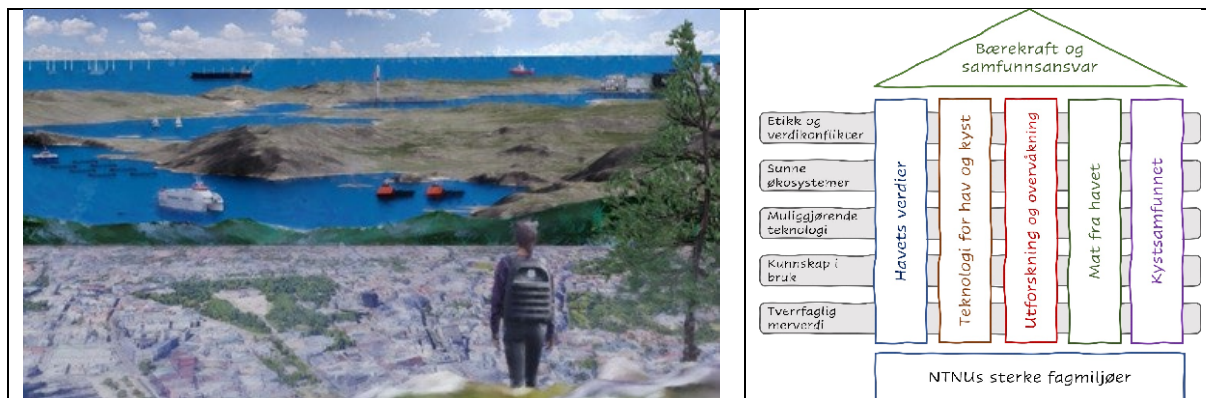 Bærekraft og
samfunnsansvar
Etikk og
verdikonflikter
Sunne
økosystemer
Muliggjørende
teknologi
Kunnskap i
bruk
Tverrfaglig
merverdi
Havets verdier
Teknologi for hav og kyst
Utforskning og overvåkning
Mat fra havet
Kystsamfunnet
NTNUs sterke fagmiljøer